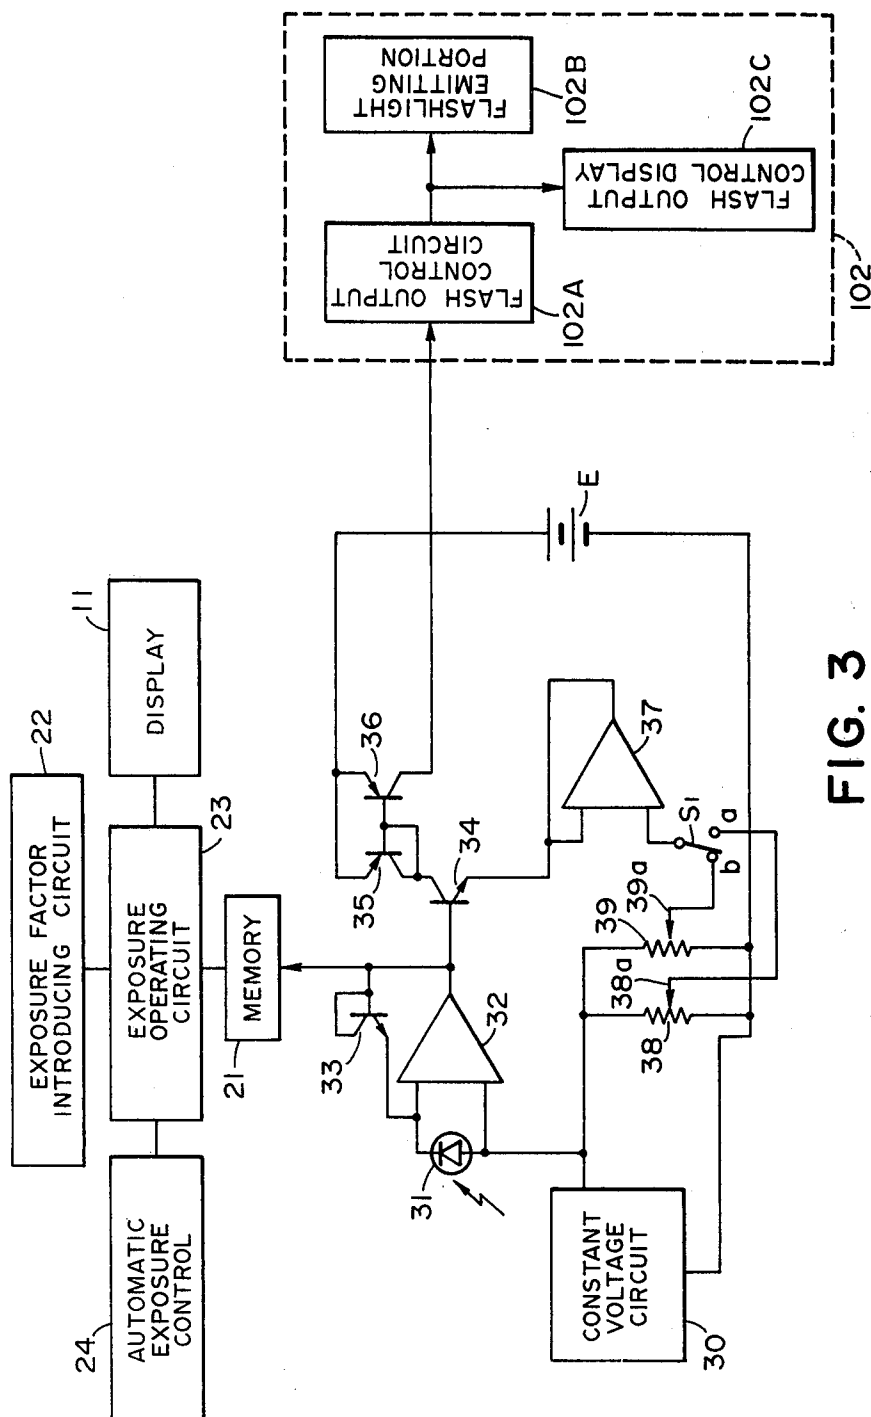 22
EXPOSURE FACTOR
INTRODUCING CIRCUIT
24
AUTOMATIC
EXPOSURE
CONTROL
EXPOSURE
OPERATING
CIRCUIT
23
11
DISPLAY
21
MEMORY
33
35
36
31
32
34
37
E
30
CONSTANT
VOLTAGE
CIRCUIT
38
38a
39
39a
b
S1
a
FLASH OUTPUT
CONTROL
CIRCUIT
102A
FLASHLIGHT
EMITTING
PORTION
102B
FLASH OUTPUT
CONTROL DISPLAY
102C
102
FIG. 3